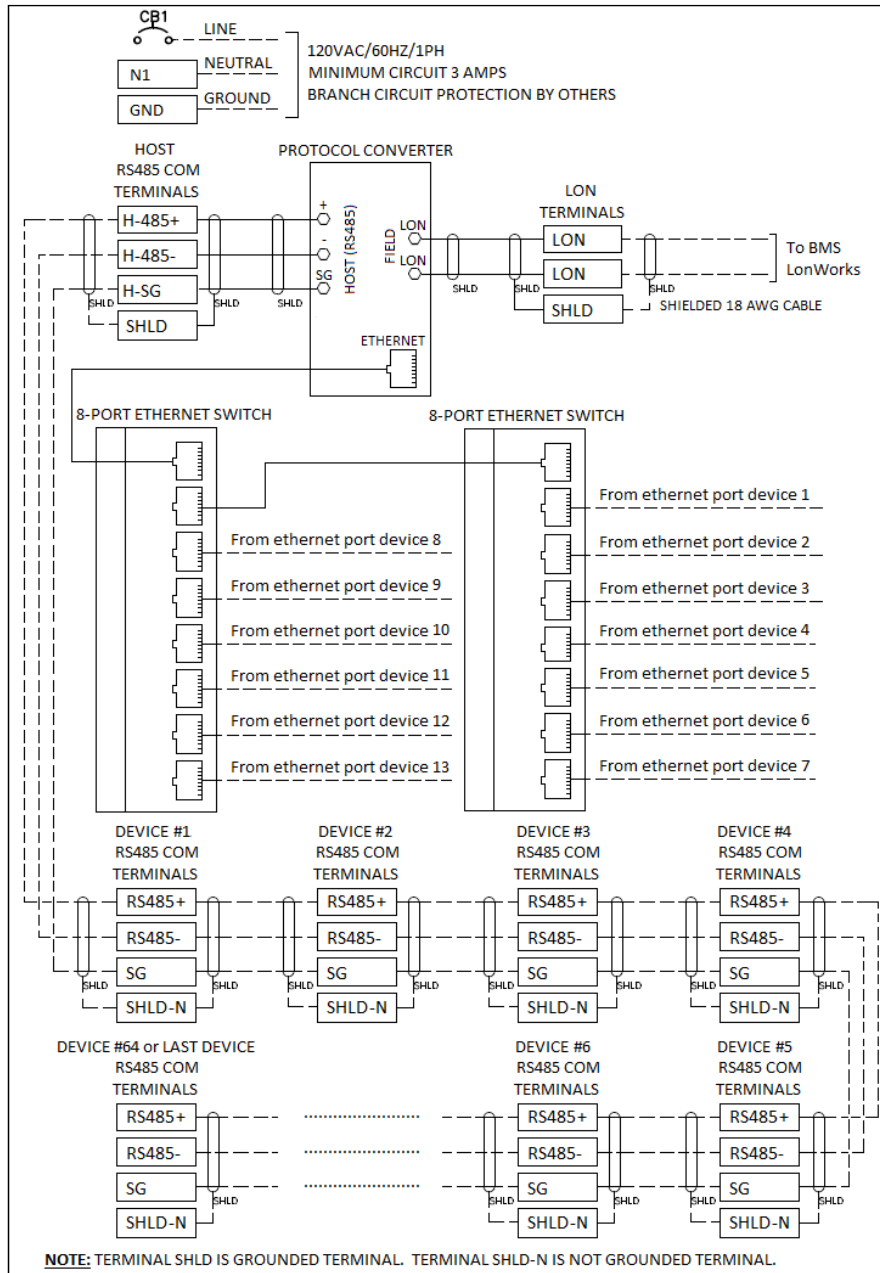 CB1
LINE
NEUTRAL
GROUND
N1
GND
120VAC/60HZ/1PH
MINIMUM CIRCUIT 3 AMPS
BRANCH CIRCUIT PROTECTION BY OTHERS
HOST
RS485 COM
TERMINALS
H-485+
H-485-
H-SG
SHLD
SHLD
SHLD
SHLD
PROTOCOL CONVERTER
+
-
SG
HOST (RS485)
FIELD
LON
LON
ETHERNET
LON
TERMINALS
LON
LON
SHLD
SHLD
SHLD
SHLD
To BMS
LonWorks
SHIELDED 18 AWG CABLE
8-PORT ETHERNET SWITCH
From ethernet port device 8
From ethernet port device 9
From ethernet port device 10
From ethernet port device 11
From ethernet port device 12
From ethernet port device 13
8-PORT ETHERNET SWITCH
From ethernet port device 1
From ethernet port device 2
From ethernet port device 3
From ethernet port device 4
From ethernet port device 5
From ethernet port device 6
From ethernet port device 7
DEVICE #1
RS485 COM
TERMINALS
RS485+
RS485-
SG
SHLD-N
SHLD
SHLD
DEVICE #2
RS485 COM
TERMINALS
RS485+
RS485-
SG
SHLD-N
SHLD
SHLD
DEVICE #3
RS485 COM
TERMINALS
RS485+
RS485-
SG
SHLD-N
SHLD
SHLD
DEVICE #4
RS485 COM
TERMINALS
RS485+
RS485-
SG
SHLD-N
SHLD
SHLD
DEVICE #64 or LAST DEVICE
RS485 COM
TERMINALS
RS485+
RS485-
SG
SHLD-N
SHLD
DEVICE #6
RS485 COM
TERMINALS
RS485+
RS485-
SG
SHLD-N
SHLD
SHLD
DEVICE #5
RS485 COM
TERMINALS
RS485+
RS485-
SG
SHLD-N
SHLD
SHLD
NOTE: TERMINAL SHLD IS GROUNDED TERMINAL. TERMINAL SHLD-N IS NOT GROUNDED TERMINAL.